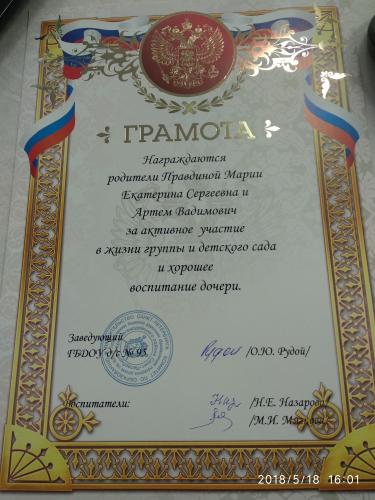 ГРАМОТА
Награждаются
родители Правдиной Марии
Екатерина Сергеевна и
Артем Вадимович
за активное участие
в жизни группы и детского сада
и хорошее
воспитание дочери.
Заведующий
ГБДОУ д/с № 95 /О.Ю. Рудой/
Воспитатели: /Н.Е. Назарова/
/М.И.
2018/5/18 16:01